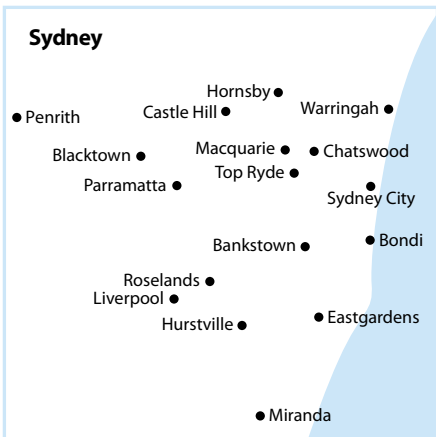 Sydney
Hornsby
Castle Hill
Warringah
Penrith
Macquarie
Chatswood
Blacktown
Top Ryde
Parramatta
Sydney City
Bankstown
Bondi
Roselands
Liverpool
Hurstville
Eastgardens
Miranda